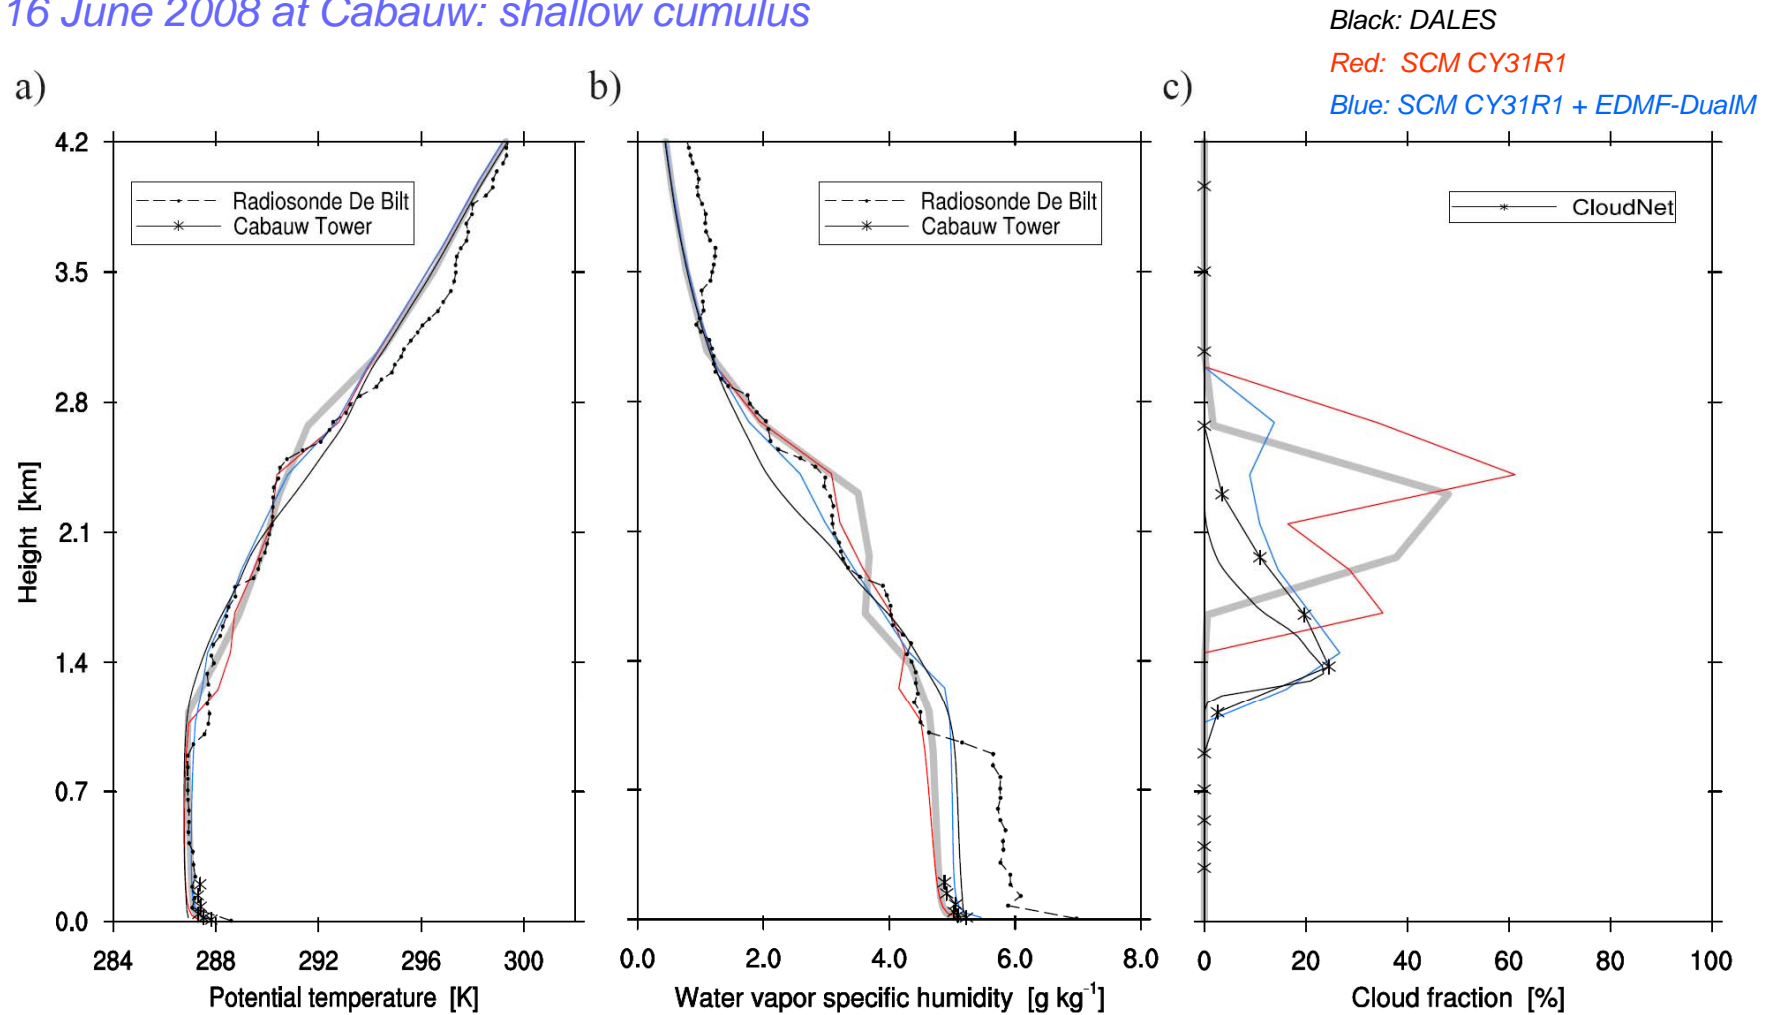 16 June 2008 at Cabauw: shallow cumulus
Black: DALES
Red: SCM CY31R1
Blue: SCM CY31R1 + EDMF-DualM
a)
b)
c)
Radiosonde De Bilt
Cabauw Tower
Radiosonde De Bilt
Cabauw Tower
CloudNet
4.2
3.5
2.8
2.1
1.4
0.7
0.0
Height [km]
284 288 292 296 300
Potential temperature [K]
0.0 2.0 4.0 6.0 8.0
Water vapor specific humidity [g kg⁻¹]
0 20 40 60 80 100
Cloud fraction [%]